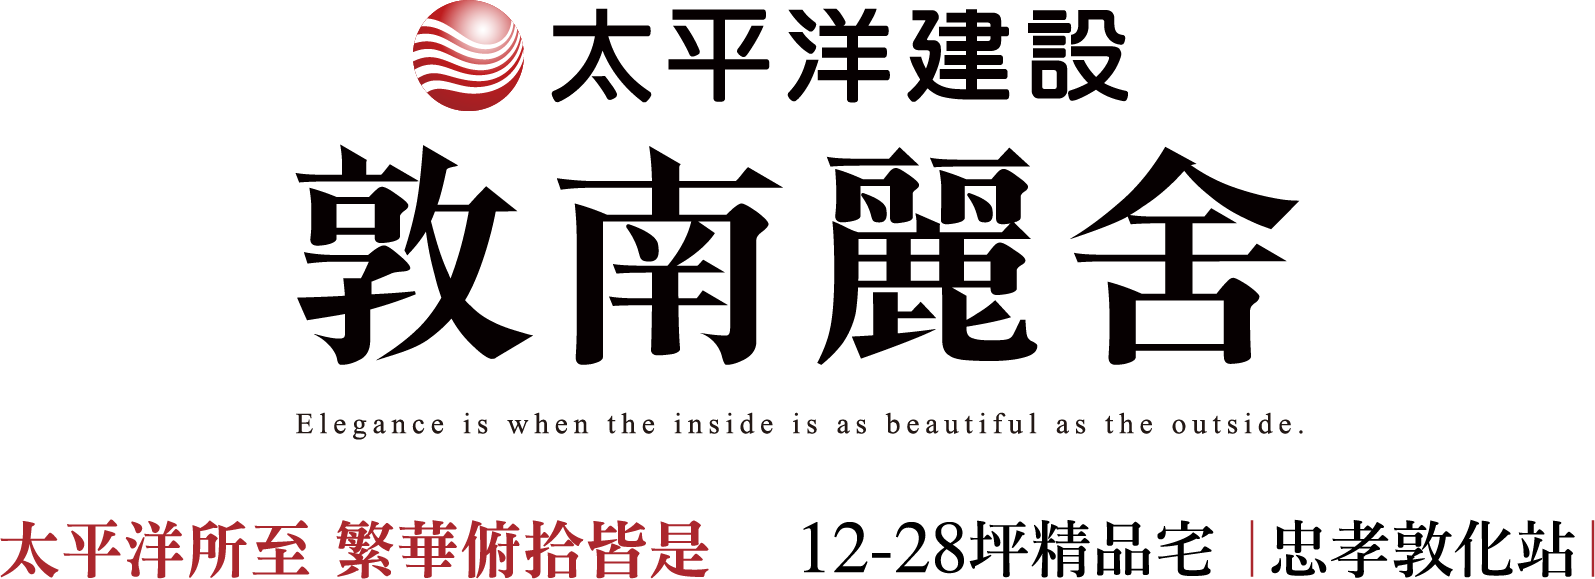 太平洋建設
敦南麗舍
Elegance is when the inside is as beautiful as the outside.
太平洋所至 繁華俯拾皆是 12-28坪精品宅 |忠孝敦化站|